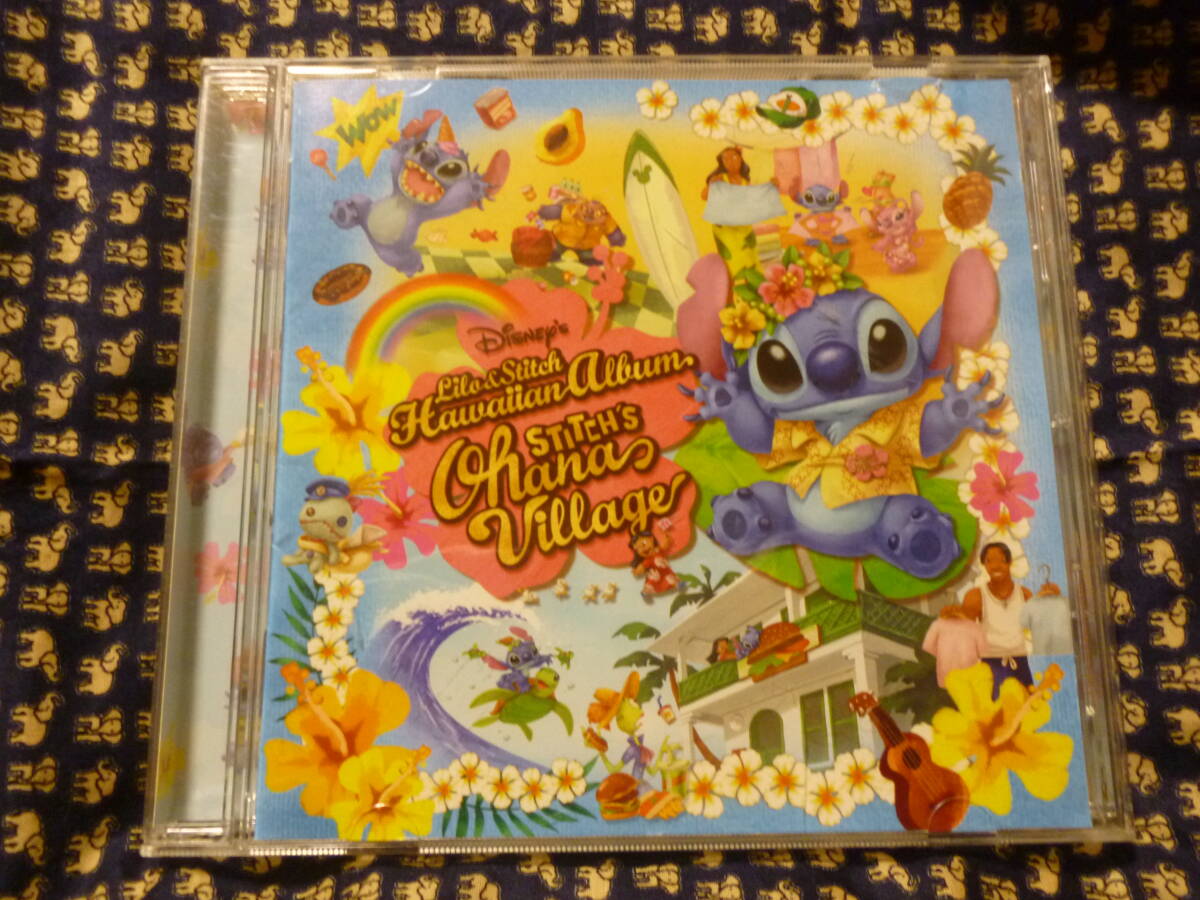 WOW
Disney's
Lilo & Stitch
Hawaiian Album
STITCH'S
Ohana
Village